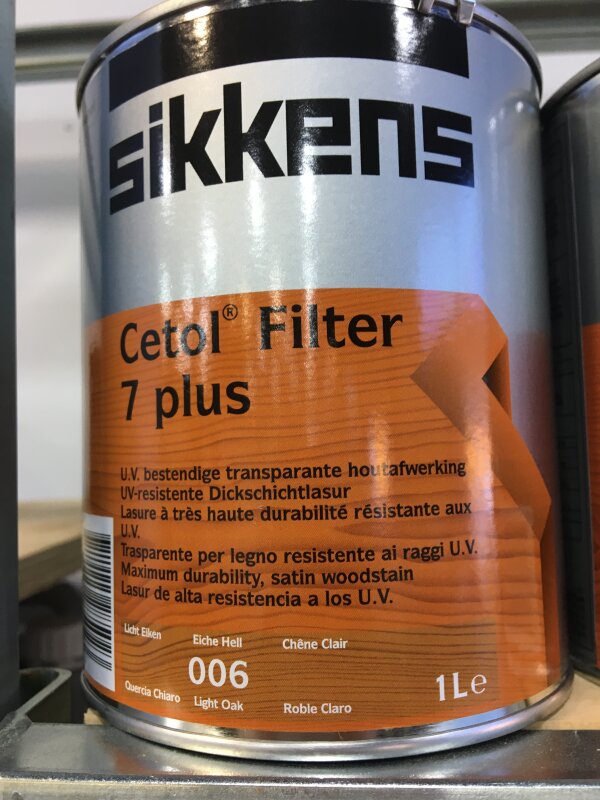 sikkens
Cetol® Filter
7 plus
U.V. bestendige transparante houtafwerking
UV-resistente Dickschichtlasur
Lasure à très haute durabilité résistante aux
U.V.
Trasparente per legno resistente ai raggi U.V.
Maximum durability, satin woodstain
Lasur de alta resistencia a los U.V.
Licht Eiken Eiche Hell Chêne Clair
006
Quercia Chiaro Light Oak Roble Claro
1L℮